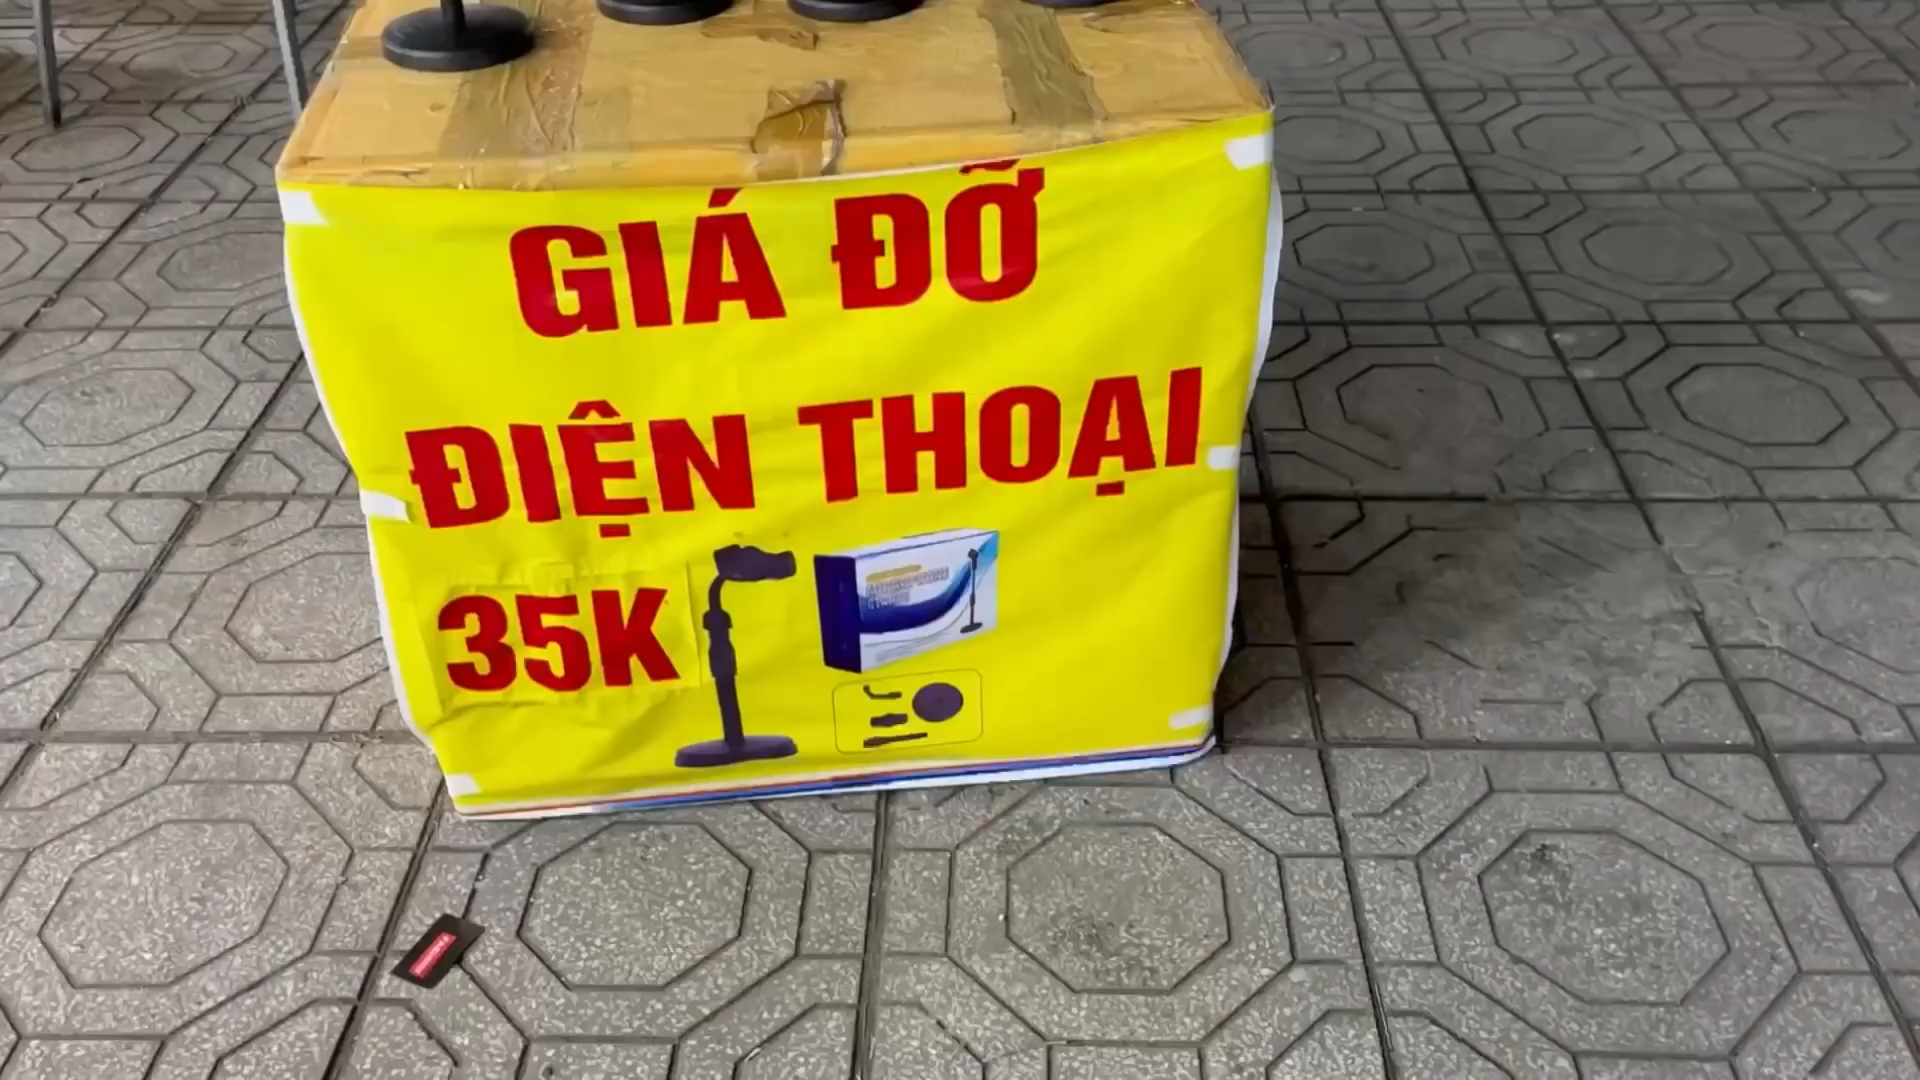 GIÁ ĐỠ
ĐIỆN THOẠI
35K